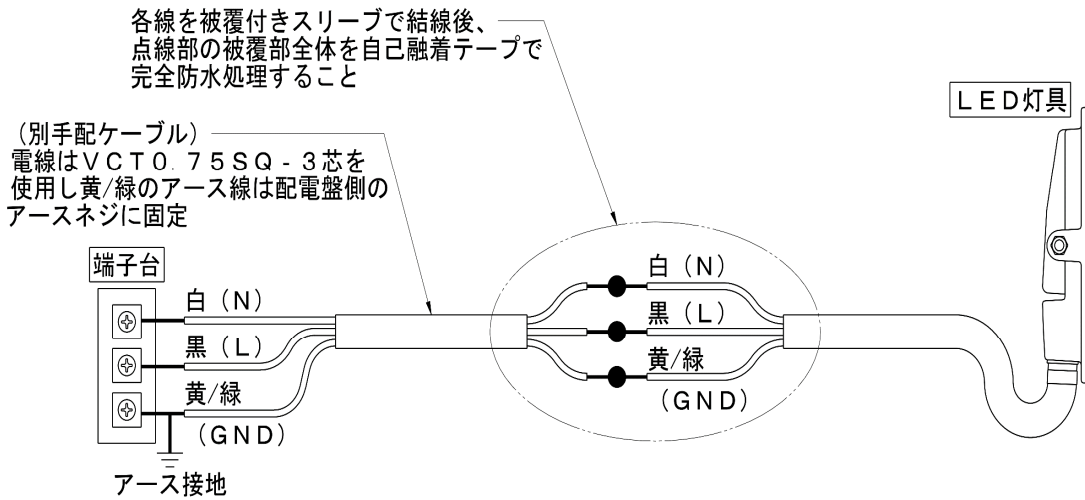 各線を被覆付きスリーブで結線後、
点線部の被覆部全体を自己融着テープで
完全防水処理すること
LED灯具
(別手配ケーブル)
電線はVCT0.75SQ-3芯を
使用し黄/緑のアース線は配電盤側の
アースネジに固定
端子台
白(N)
黒(L)
黄/緑
(GND)
アース接地
白(N)
黒(L)
黄/緑
(GND)